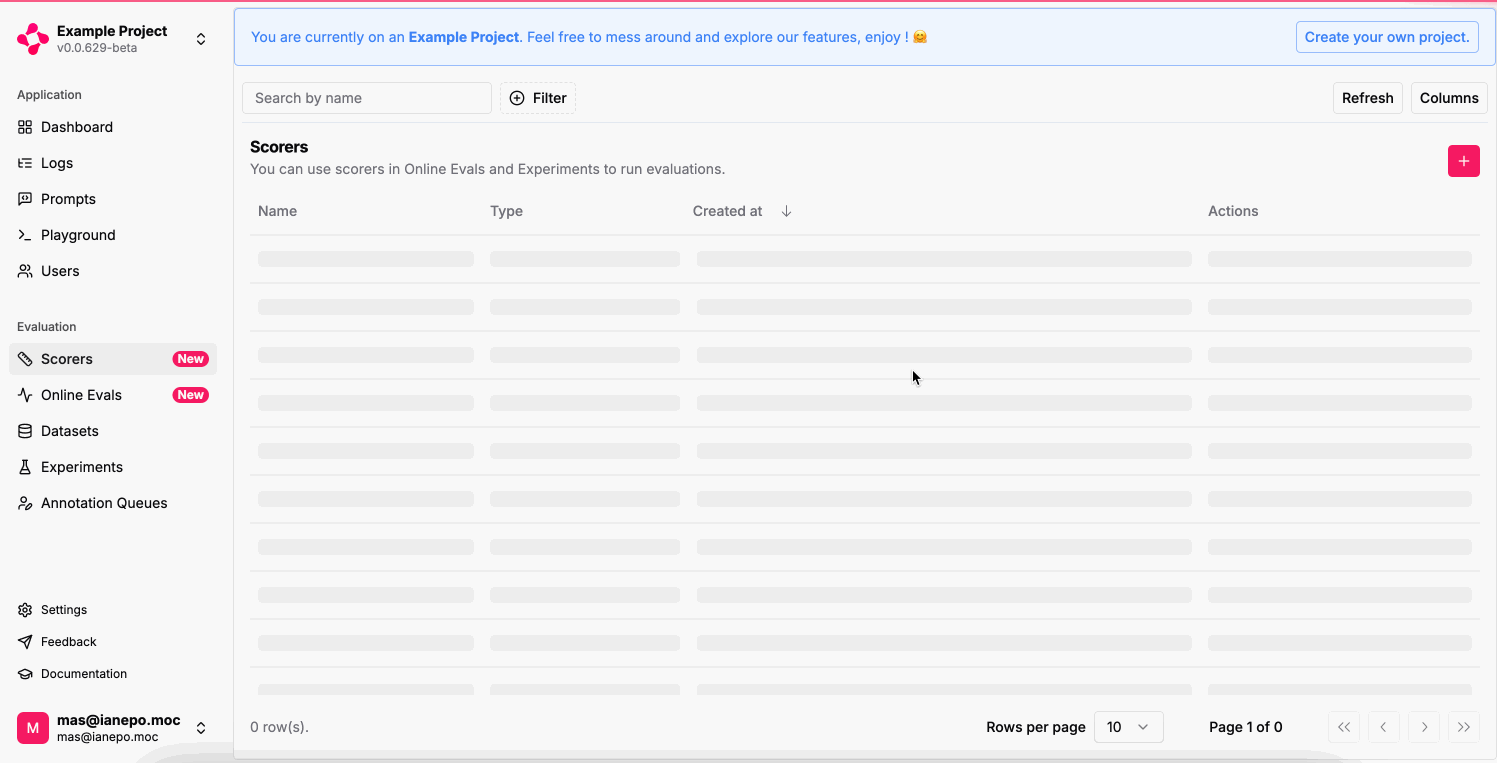 Example Project
v0.0.629-beta
Application
Dashboard
Logs
Prompts
Playground
Users
Evaluation
Scorers New
Online Evals New
Datasets
Experiments
Annotation Queues
Settings
Feedback
Documentation
M
mas@ianepo.moc
mas@ianepo.moc
You are currently on an Example Project. Feel free to mess around and explore our features, enjoy ! 🤗
Create your own project.
Search by name
Filter
Refresh
Columns
Scorers
You can use scorers in Online Evals and Experiments to run evaluations.
Name Type Created at Actions
0 row(s).
Rows per page 10
Page 1 of 0